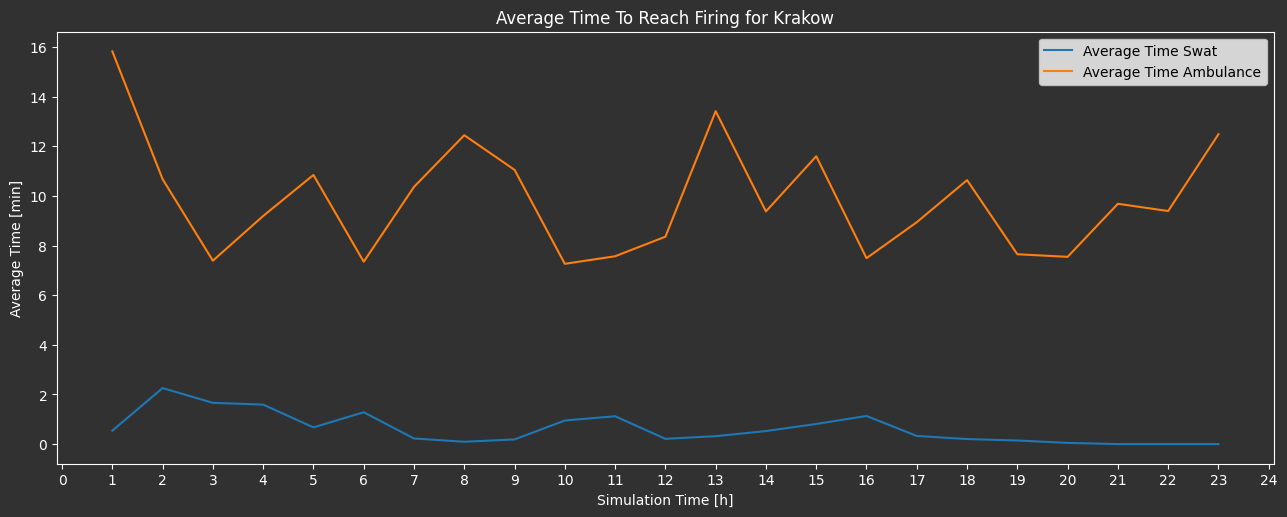 Average Time To Reach Firing for Krakow
Average Time Swat
Average Time Ambulance
Average Time [min]
16
14
12
10
8
6
4
2
0
0 1 2 3 4 5 6 7 8 9 10 11 12 13 14 15 16 17 18 19 20 21 22 23 24
Simulation Time [h]